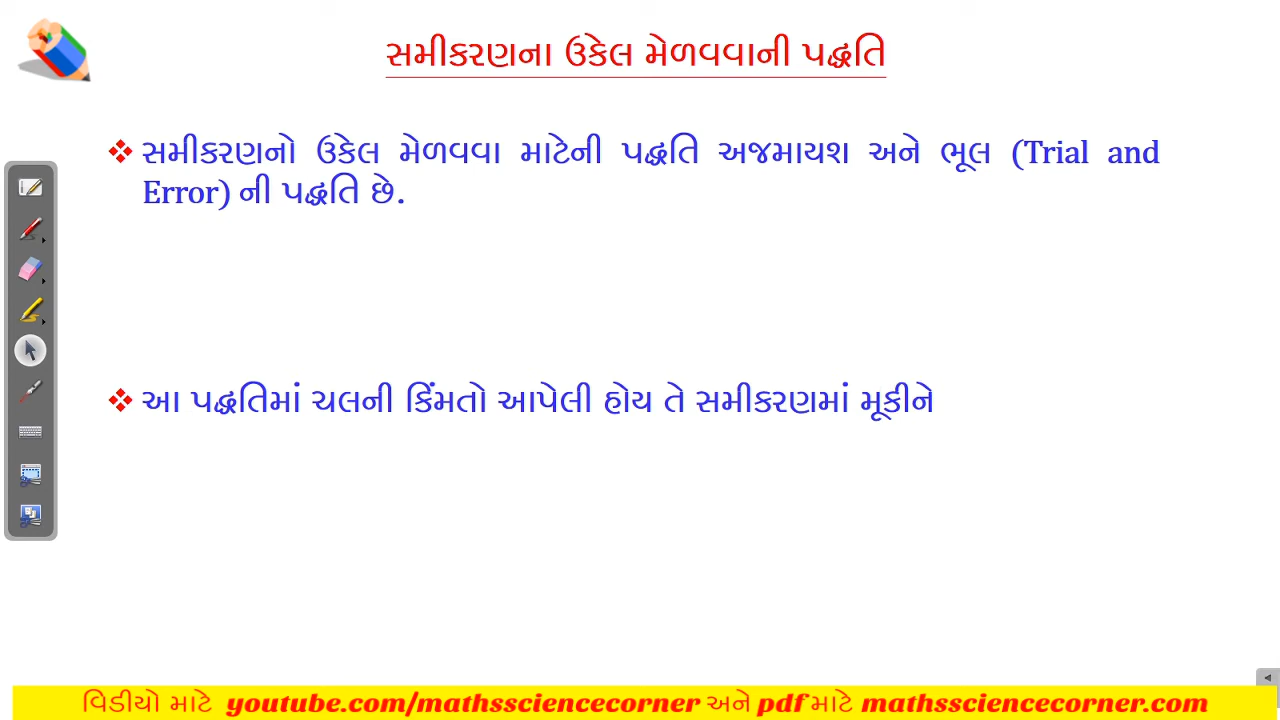 સમીકરણના ઉકેલ મેળવવાની પદ્ધતિ
❖ સમીકરણનો ઉકેલ મેળવવા માટેની પદ્ધતિ અજમાયશ અને ભૂલ (Trial and
Error) ની પદ્ધતિ છે.
❖ આ પદ્ધતિમાં ચલની કિંમતો આપેલી હોય તે સમીકરણમાં મૂકીને
વિડીયો માટે youtube.com/mathssciencecorner અને pdf માટે mathssciencecorner.com